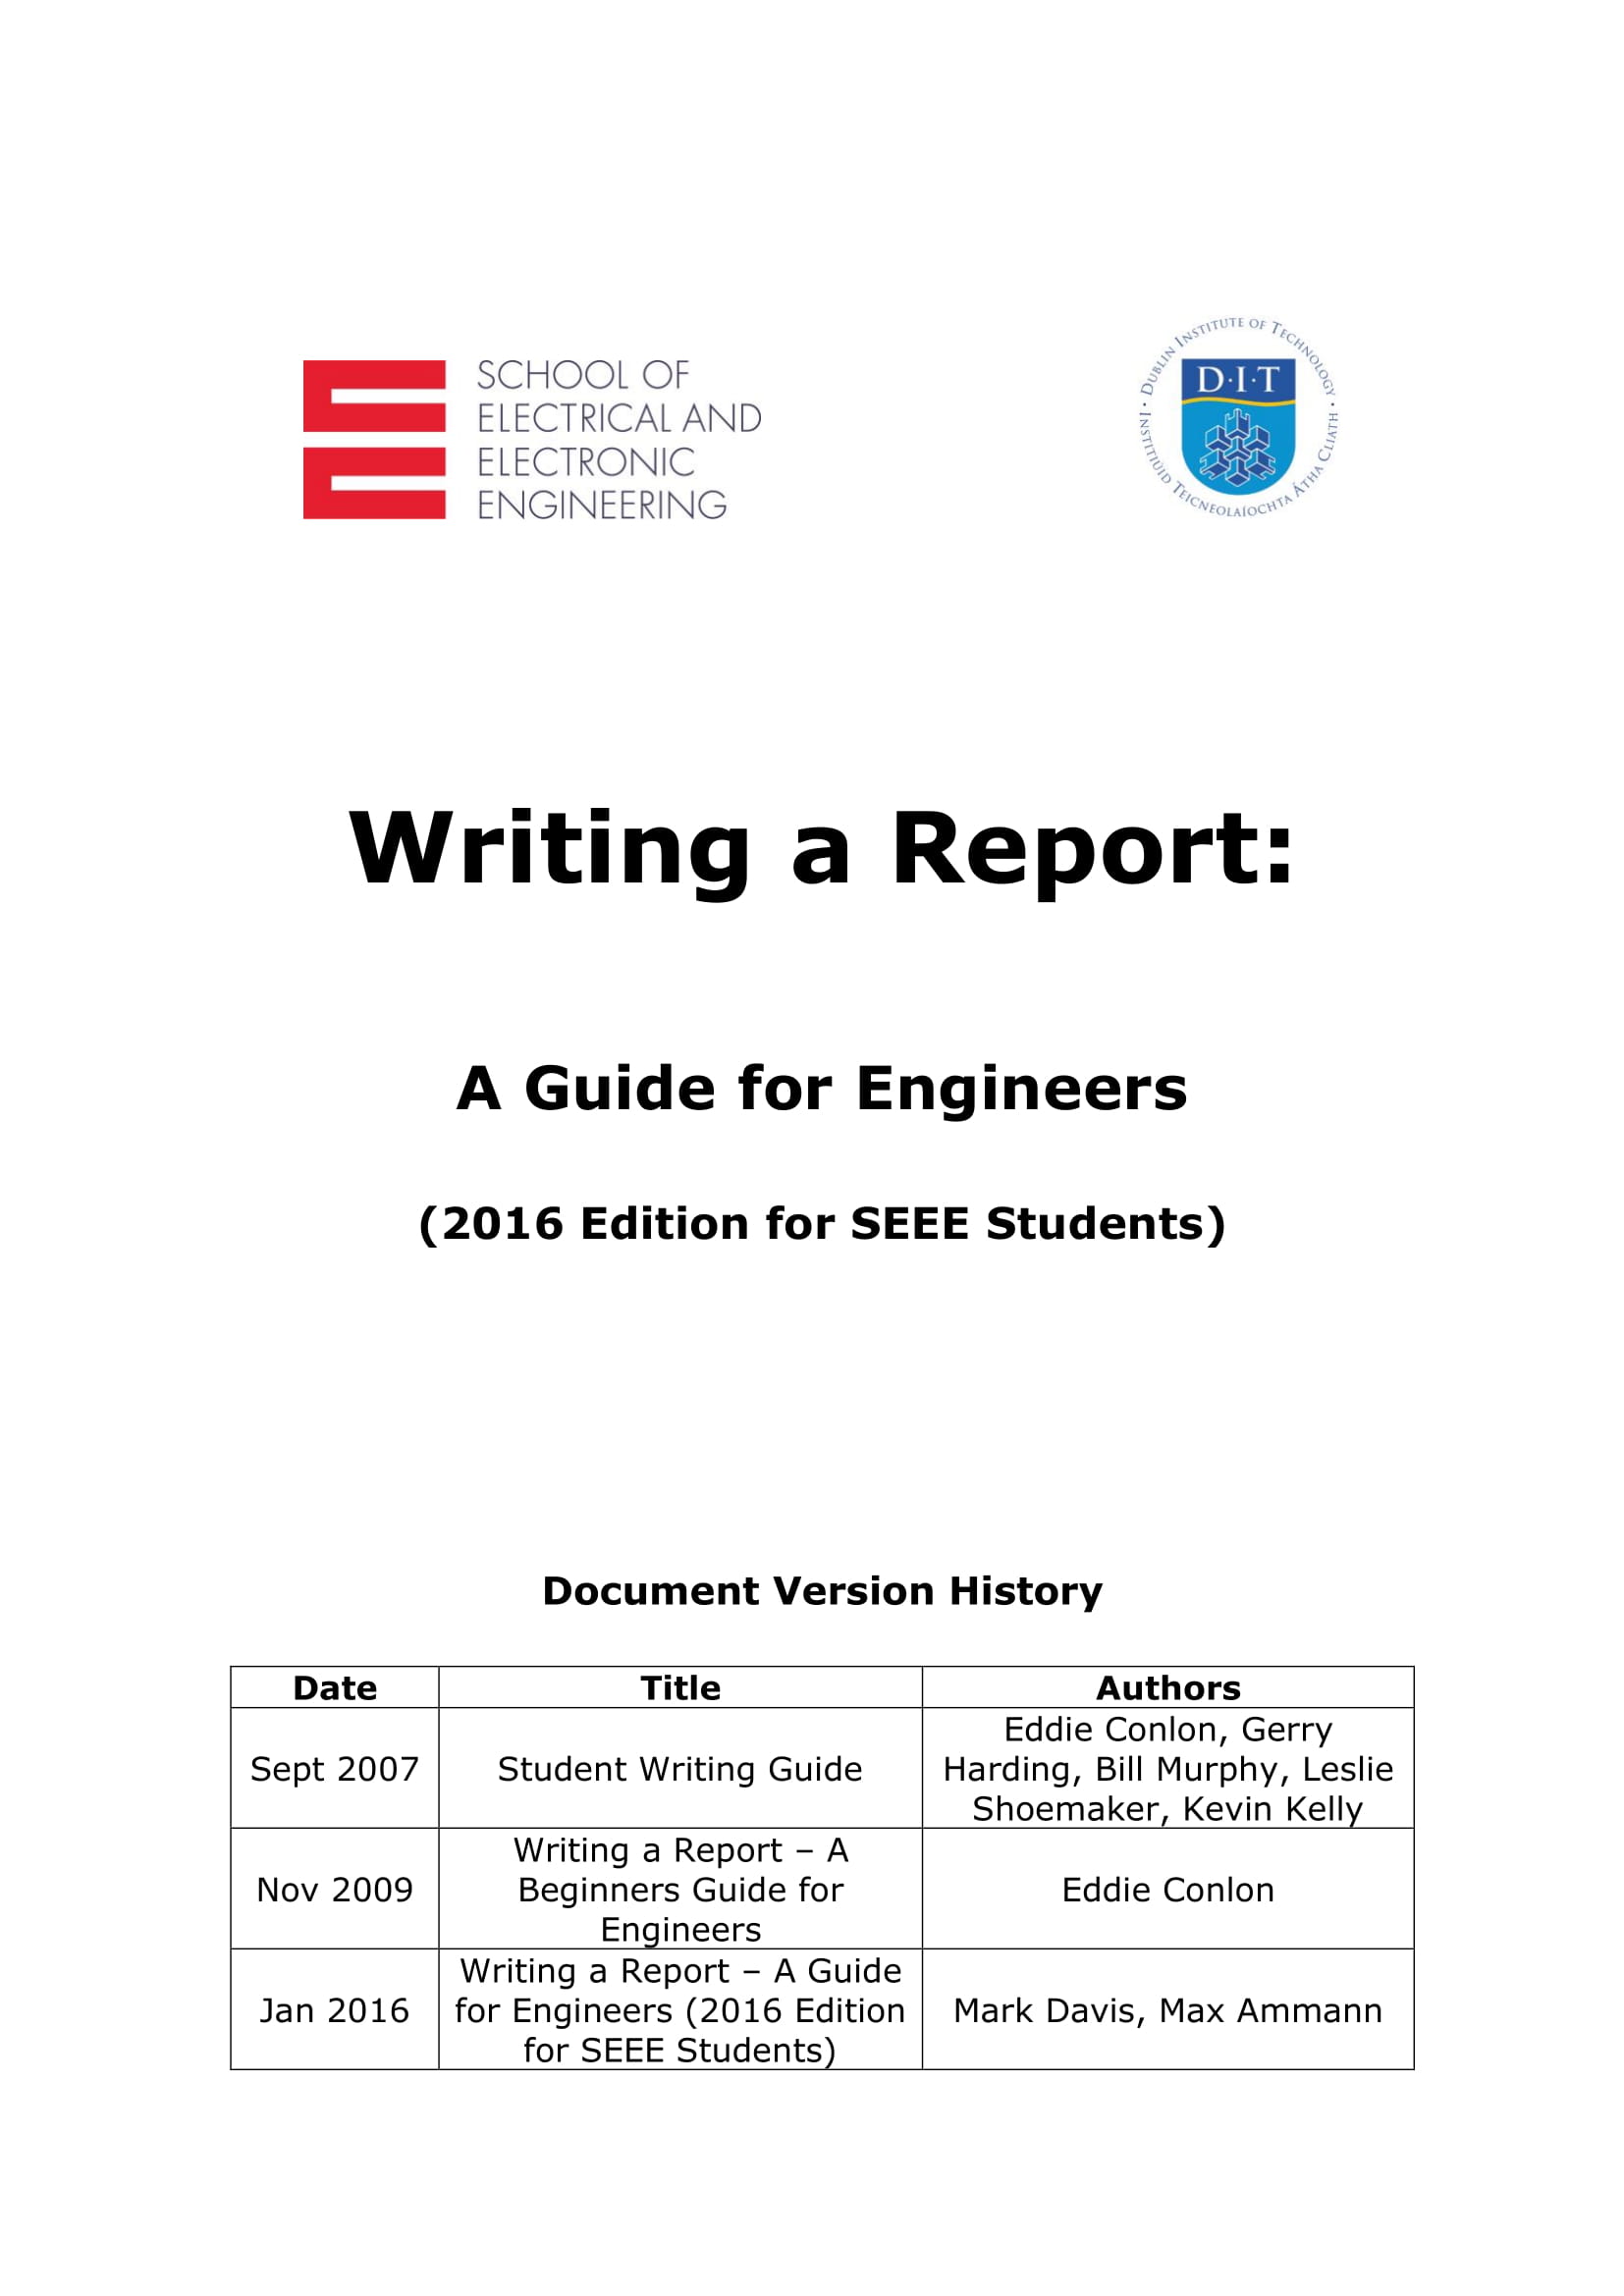 SCHOOL OF
ELECTRICAL AND
ELECTRONIC
ENGINEERING
· DUBLIN INSTITUTE OF TECHNOLOGY ·
INSTITIÚID TEICNEOLAÍOCHTA ÁTHA CLIATH
D·I·T
Writing a Report:
A Guide for Engineers
(2016 Edition for SEEE Students)
Document Version History
Date Title Authors
Sept 2007 Student Writing Guide Eddie Conlon, Gerry
Harding, Bill Murphy, Leslie
Shoemaker, Kevin Kelly
Nov 2009 Writing a Report – A
Beginners Guide for
Engineers
Eddie Conlon
Jan 2016 Writing a Report – A Guide
for Engineers (2016 Edition
for SEEE Students)
Mark Davis, Max Ammann